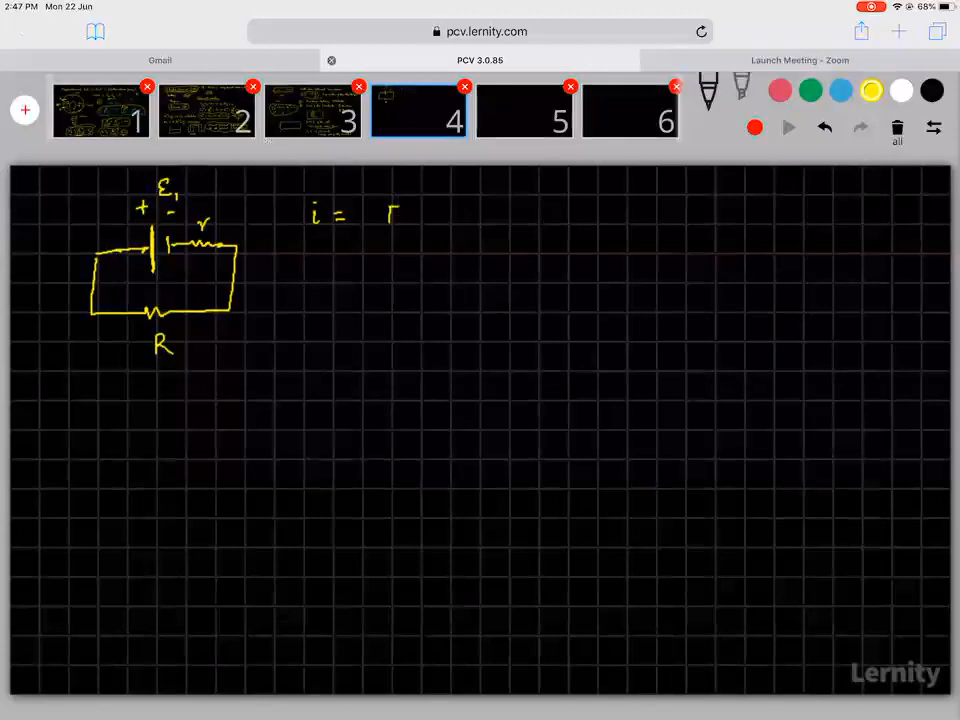 2:47 PM Mon 22 Jun
68%
pcv.lernity.com
Gmail
PCV 3.0.85
Launch Meeting - Zoom
1
2
3
4
5
6
all
ε₁
+ -
r
i = r
R
Lernity